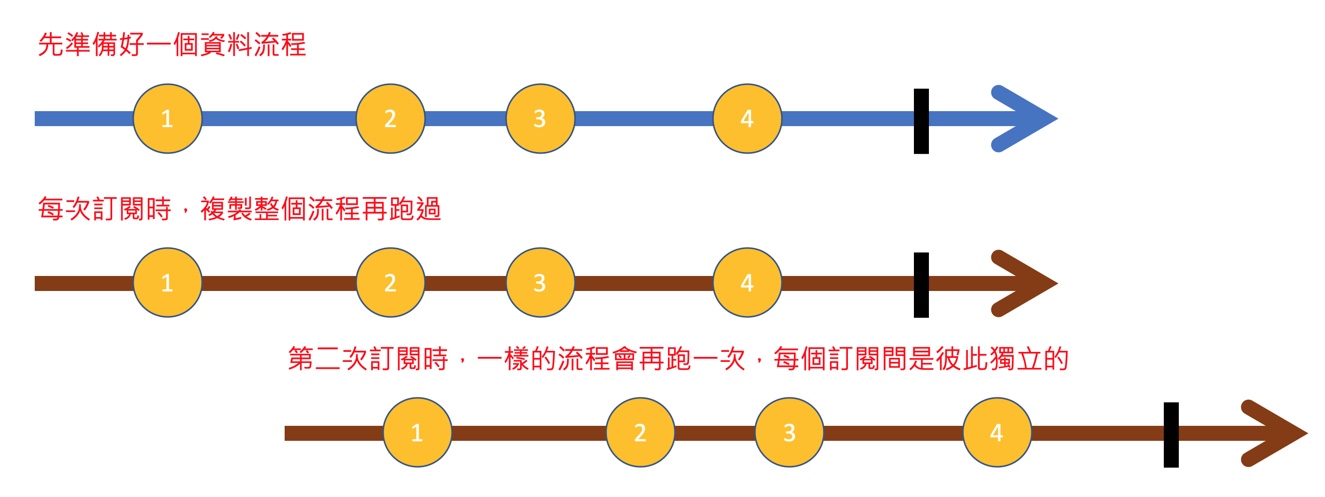 先準備好一個資料流程
1 2 3 4
每次訂閱時，複製整個流程再跑過
1 2 3 4
第二次訂閱時，一樣的流程會再跑一次，每個訂閱間是彼此獨立的
1 2 3 4